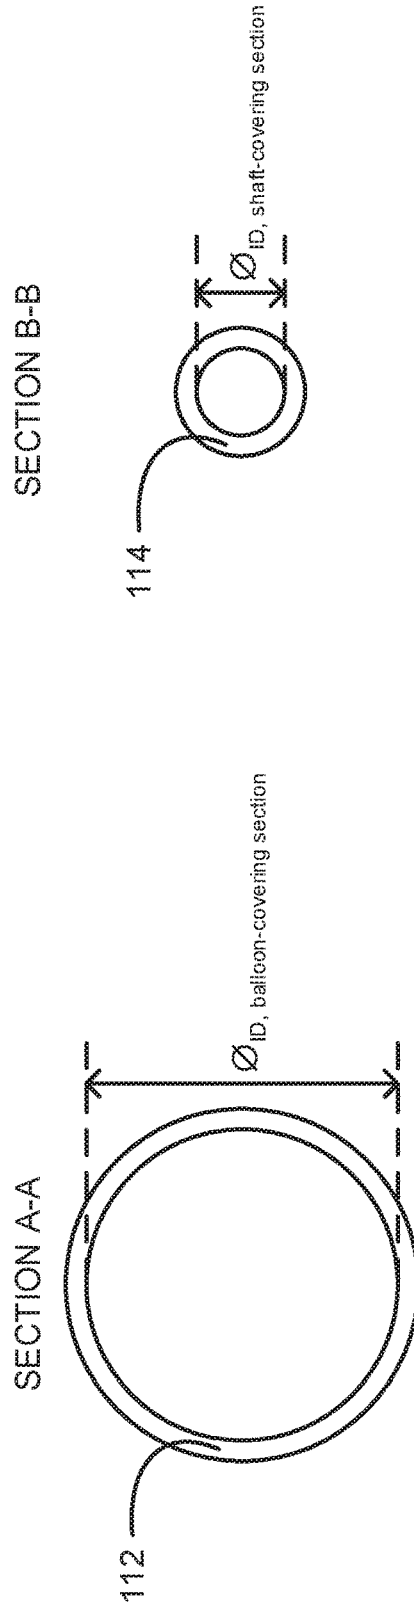 SECTION A-A
112
Ø ID, balloon-covering section
SECTION B-B
114
Ø ID, shaft-covering section